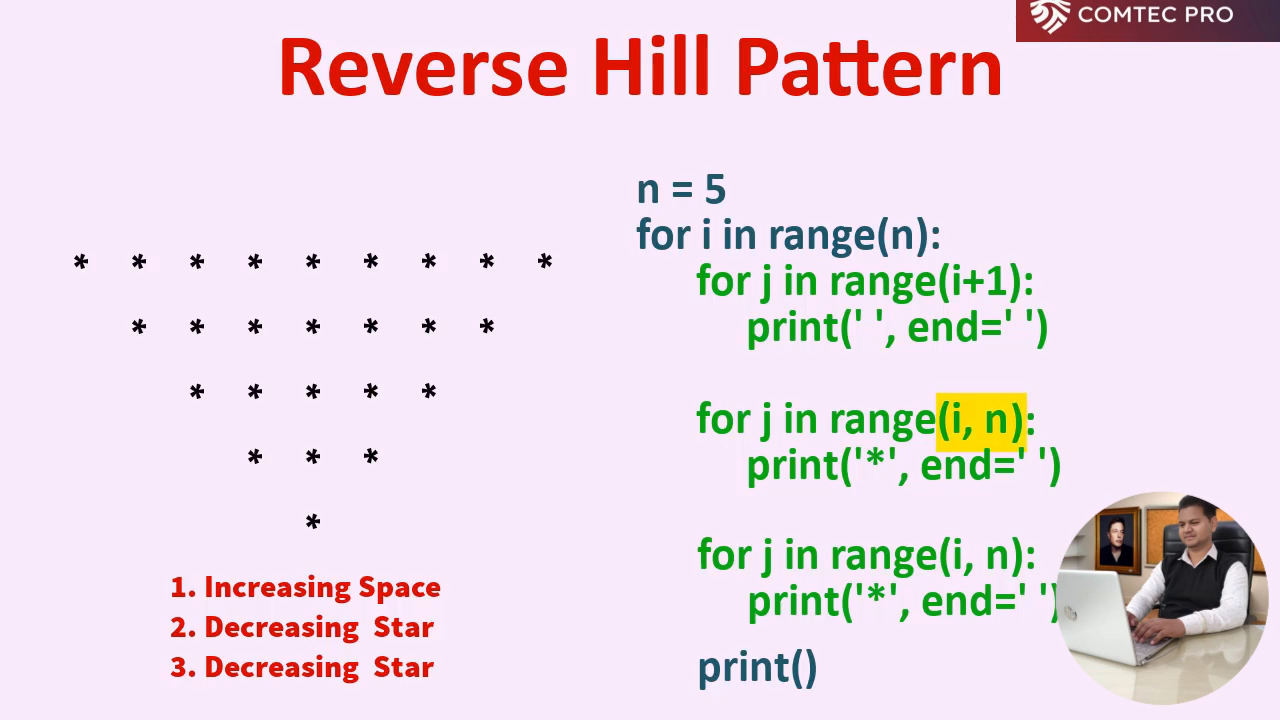 COMTEC PRO
Reverse Hill Pattern
* * * * * * * * *
* * * * * * *
* * * * *
* * *
*
1. Increasing Space
2. Decreasing Star
3. Decreasing Star
n = 5
for i in range(n):
for j in range(i+1):
print(' ', end=' ')
for j in range(i, n):
print('*', end=' ')
for j in range(i, n):
print('*', end=' ')
print()